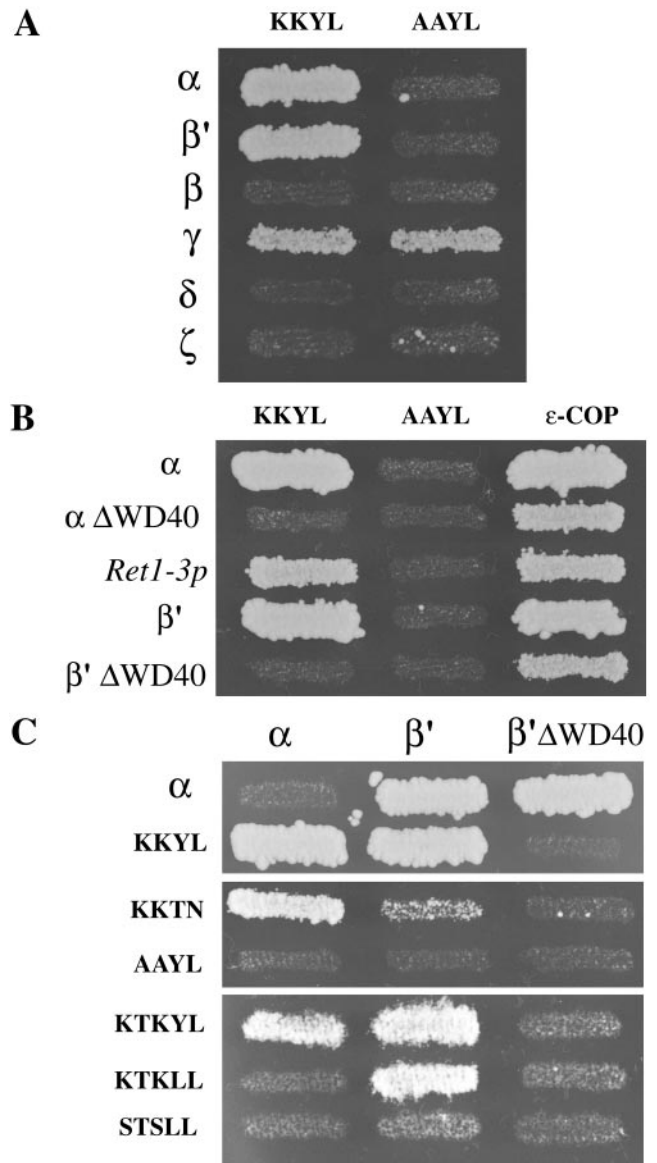 A
KKYL AAYL
α
β'
β
γ
δ
ζ
B
KKYL AAYL ε-COP
α
α ΔWD40
Ret1-3p
β'
β' ΔWD40
C
α β' β'ΔWD40
α
KKYL
KKTN
AAYL
KTKYL
KTKLL
STSLL